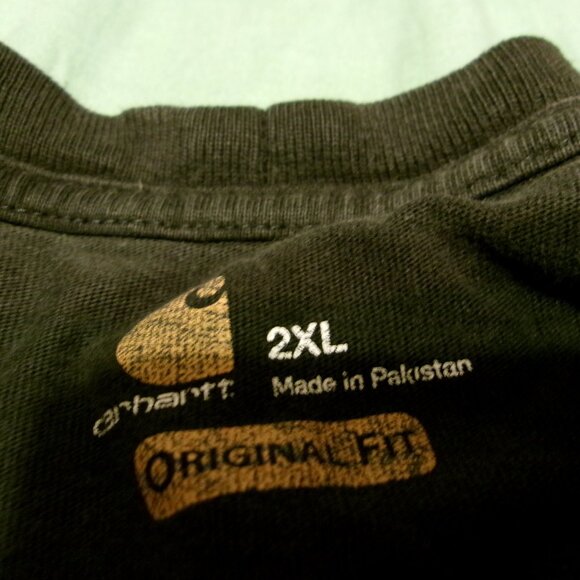 2XL
carhartt
Made in Pakistan
ORIGINAL FIT